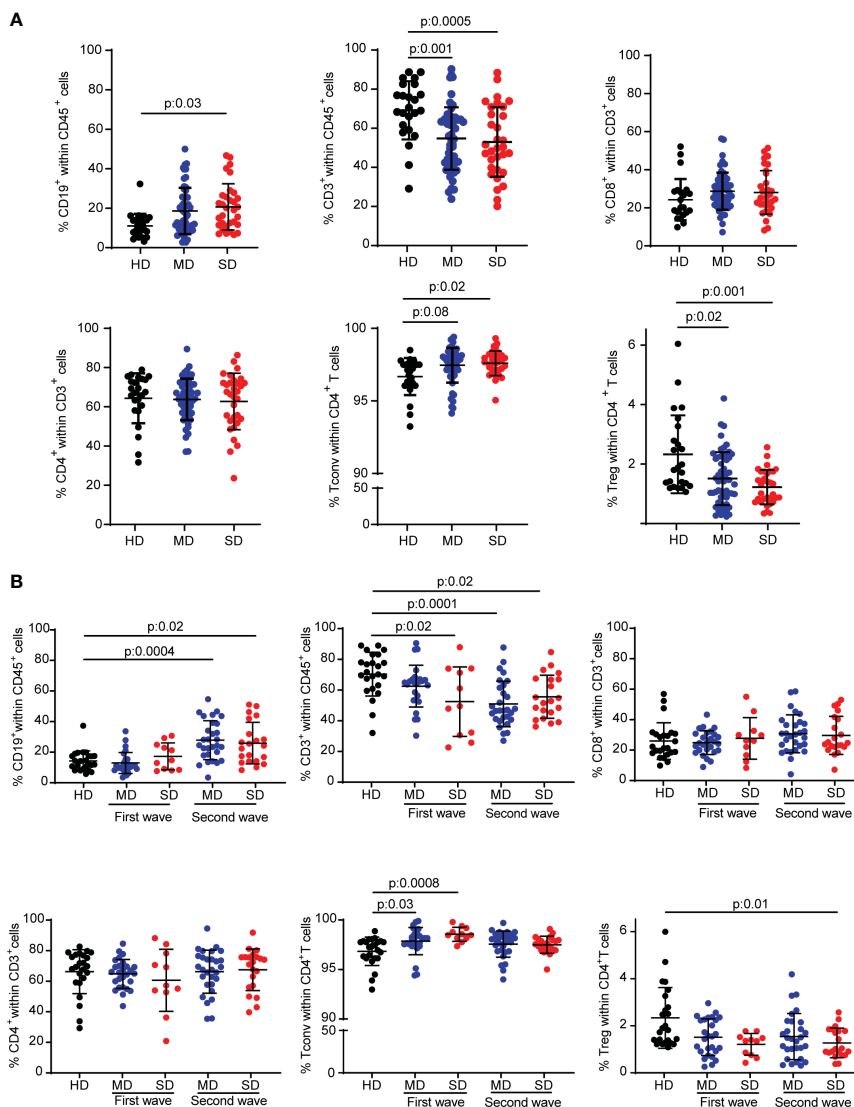 A
p:0.03
% CD19+ within CD45+ cells
100
80
60
40
20
0
HD MD SD
p:0.0005
p:0.001
% CD3+ within CD45+ cells
100
80
60
40
20
0
HD MD SD
% CD8+ within CD3+ cells
100
80
60
40
20
0
HD MD SD
% CD4+ within CD3+ cells
100
80
60
40
20
0
HD MD SD
p:0.02
p:0.08
% Tconv within CD4+ T cells
100
95
90
50
0
HD MD SD
p:0.001
p:0.02
% Treg within CD4+ T cells
6
4
2
HD MD SD
B
p:0.02
p:0.0004
% CD19+ within CD45+ cells
100
80
60
40
20
0
HD MD SD MD SD
First wave Second wave
p:0.02
p:0.0001
p:0.02
% CD3+ within CD45+ cells
100
80
60
40
20
0
HD MD SD MD SD
First wave Second wave
% CD8+ within CD3+ cells
100
80
60
40
20
0
HD MD SD MD SD
First wave Second wave
% CD4+ within CD3+ cells
100
80
60
40
20
0
HD MD SD MD SD
First wave Second wave
p:0.0008
p:0.03
% Tconv within CD4+T cells
100
95
90
50
0
HD MD SD MD SD
First wave Second wave
p:0.01
% Treg within CD4+T cells
6
4
2
0
HD MD SD MD SD
First wave Second wave